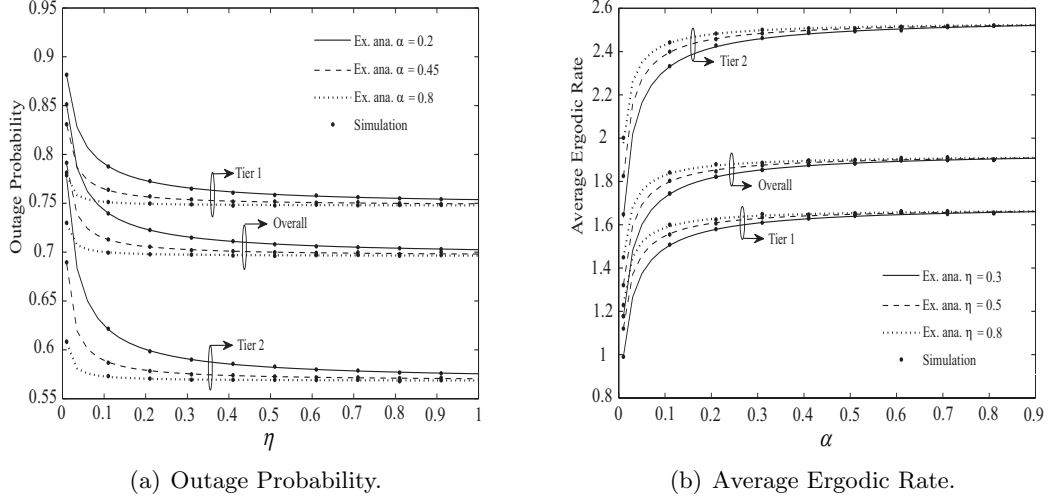 0.95
0.9
0.85
0.8
0.75
0.7
0.65
0.6
0.55
0 0.1 0.2 0.3 0.4 0.5 0.6 0.7 0.8 0.9 1
Outage Probability
η
Ex. ana. α = 0.2
Ex. ana. α = 0.45
Ex. ana. α = 0.8
Simulation
Tier 1
Overall
Tier 2
(a) Outage Probability.
2.6
2.4
2.2
2
1.8
1.6
1.4
1.2
1
0.8
0 0.1 0.2 0.3 0.4 0.5 0.6 0.7 0.8 0.9
Average Ergodic Rate
α
Tier 2
Overall
Tier 1
Ex. ana. η = 0.3
Ex. ana. η = 0.5
Ex. ana. η = 0.8
Simulation
(b) Average Ergodic Rate.